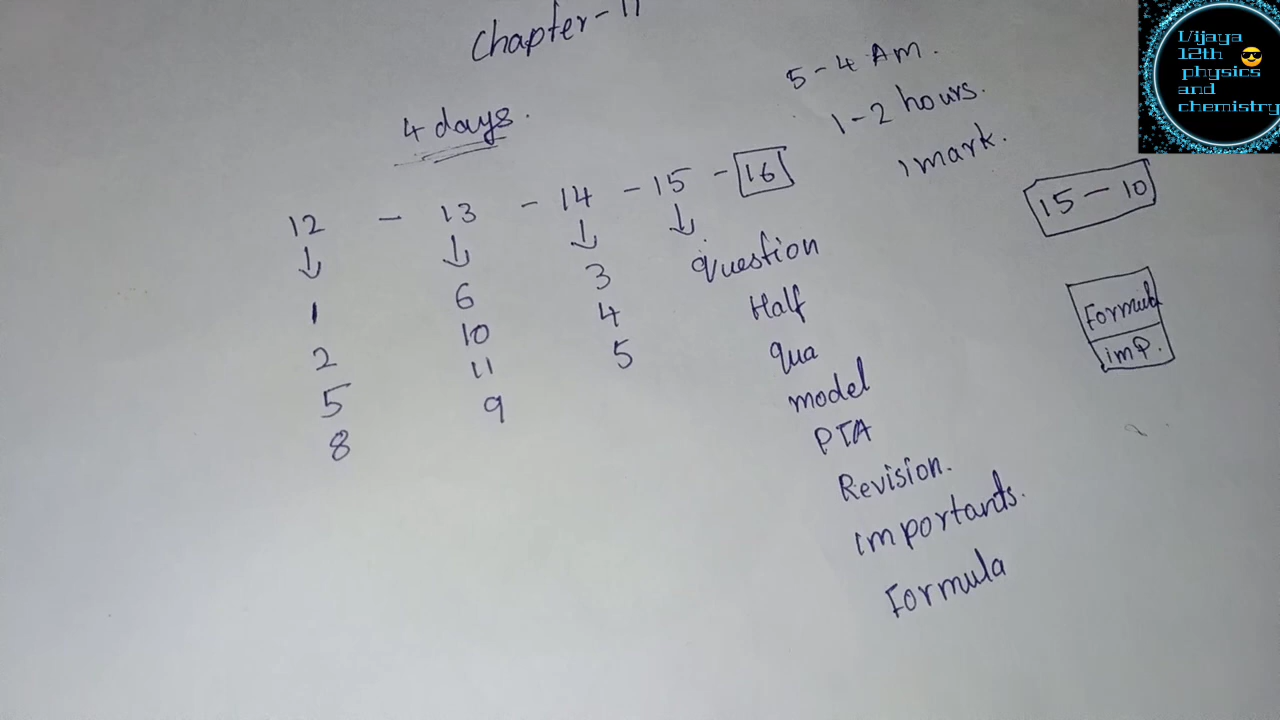 Chapter - 11
5 - 4 Am.
1 - 2 hours.
1 mark.
4 days.
12 - 13 - 14 - 15 - 16
15 - 10
1
2
5
8
6
10
11
9
3
4
5
Question
Half
Qua
model
PTA
Revision.
importants.
Formula
Formula
imp.
Vijaya
12th 😎
physics
and
chemistry